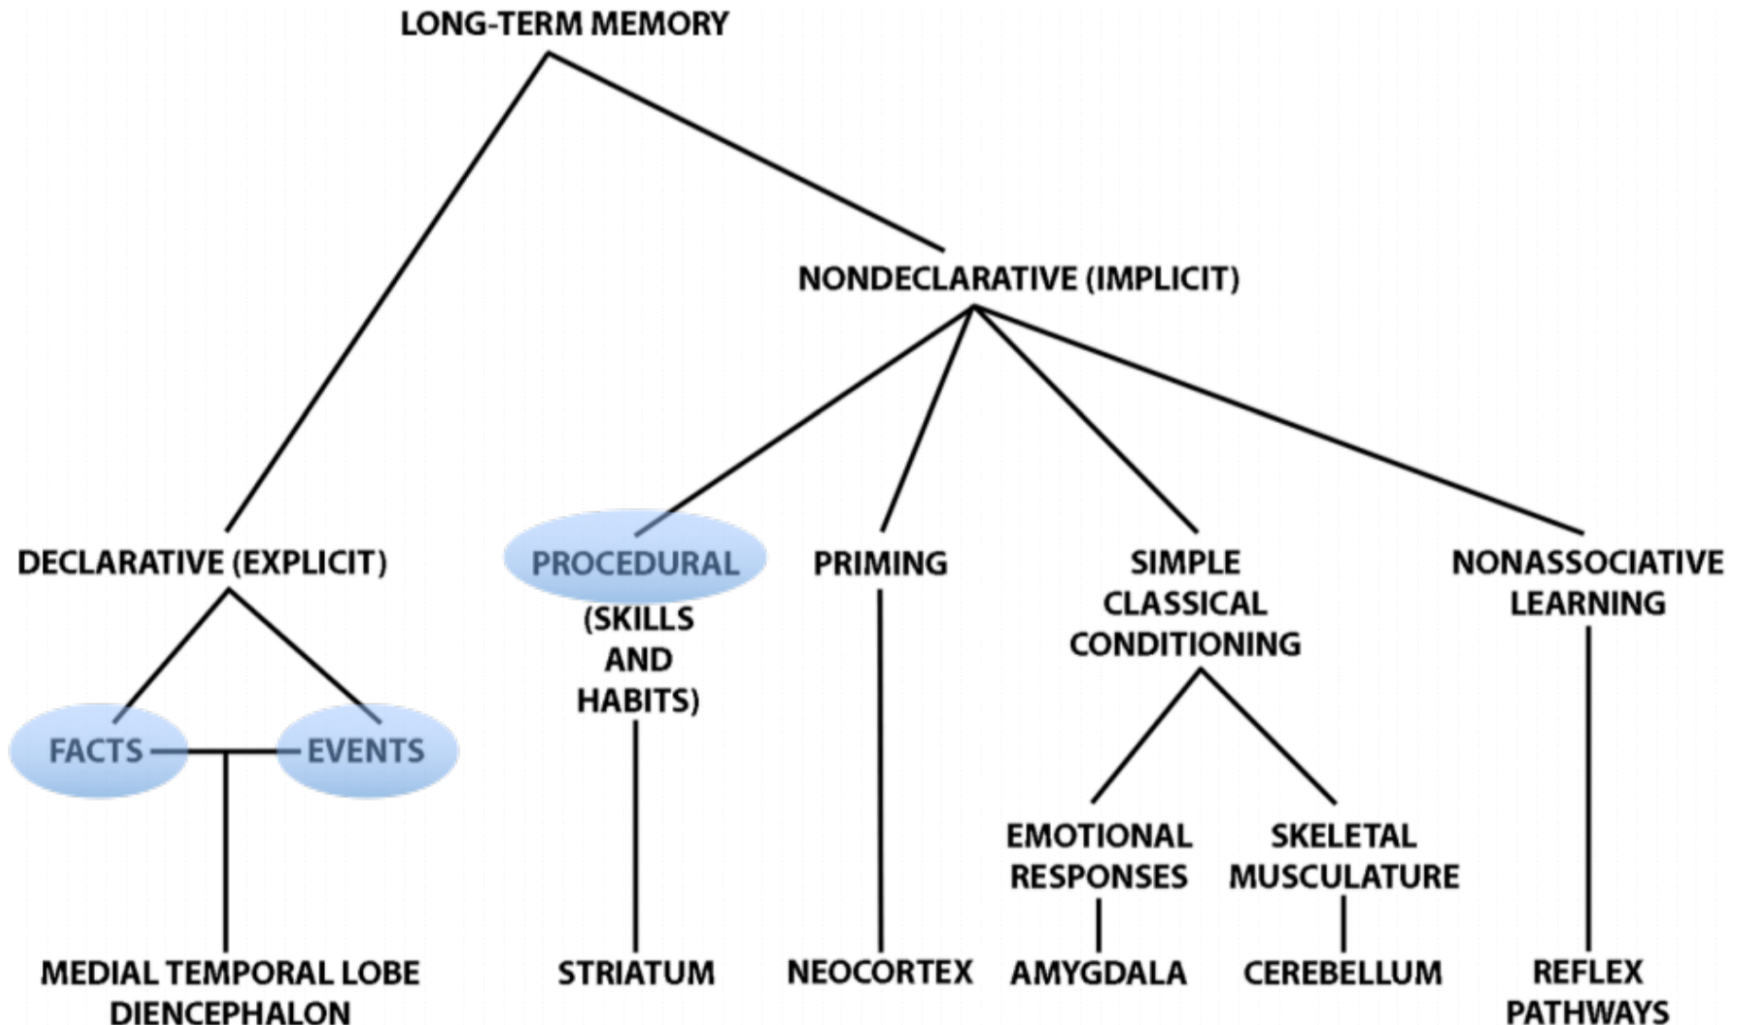 LONG-TERM MEMORY
NONDECLARATIVE (IMPLICIT)
DECLARATIVE (EXPLICIT)
PROCEDURAL
(SKILLS
AND
HABITS)
PRIMING
SIMPLE
CLASSICAL
CONDITIONING
NONASSOCIATIVE
LEARNING
FACTS
EVENTS
EMOTIONAL
RESPONSES
SKELETAL
MUSCULATURE
MEDIAL TEMPORAL LOBE
DIENCEPHALON
STRIATUM
NEOCORTEX
AMYGDALA
CEREBELLUM
REFLEX
PATHWAYS